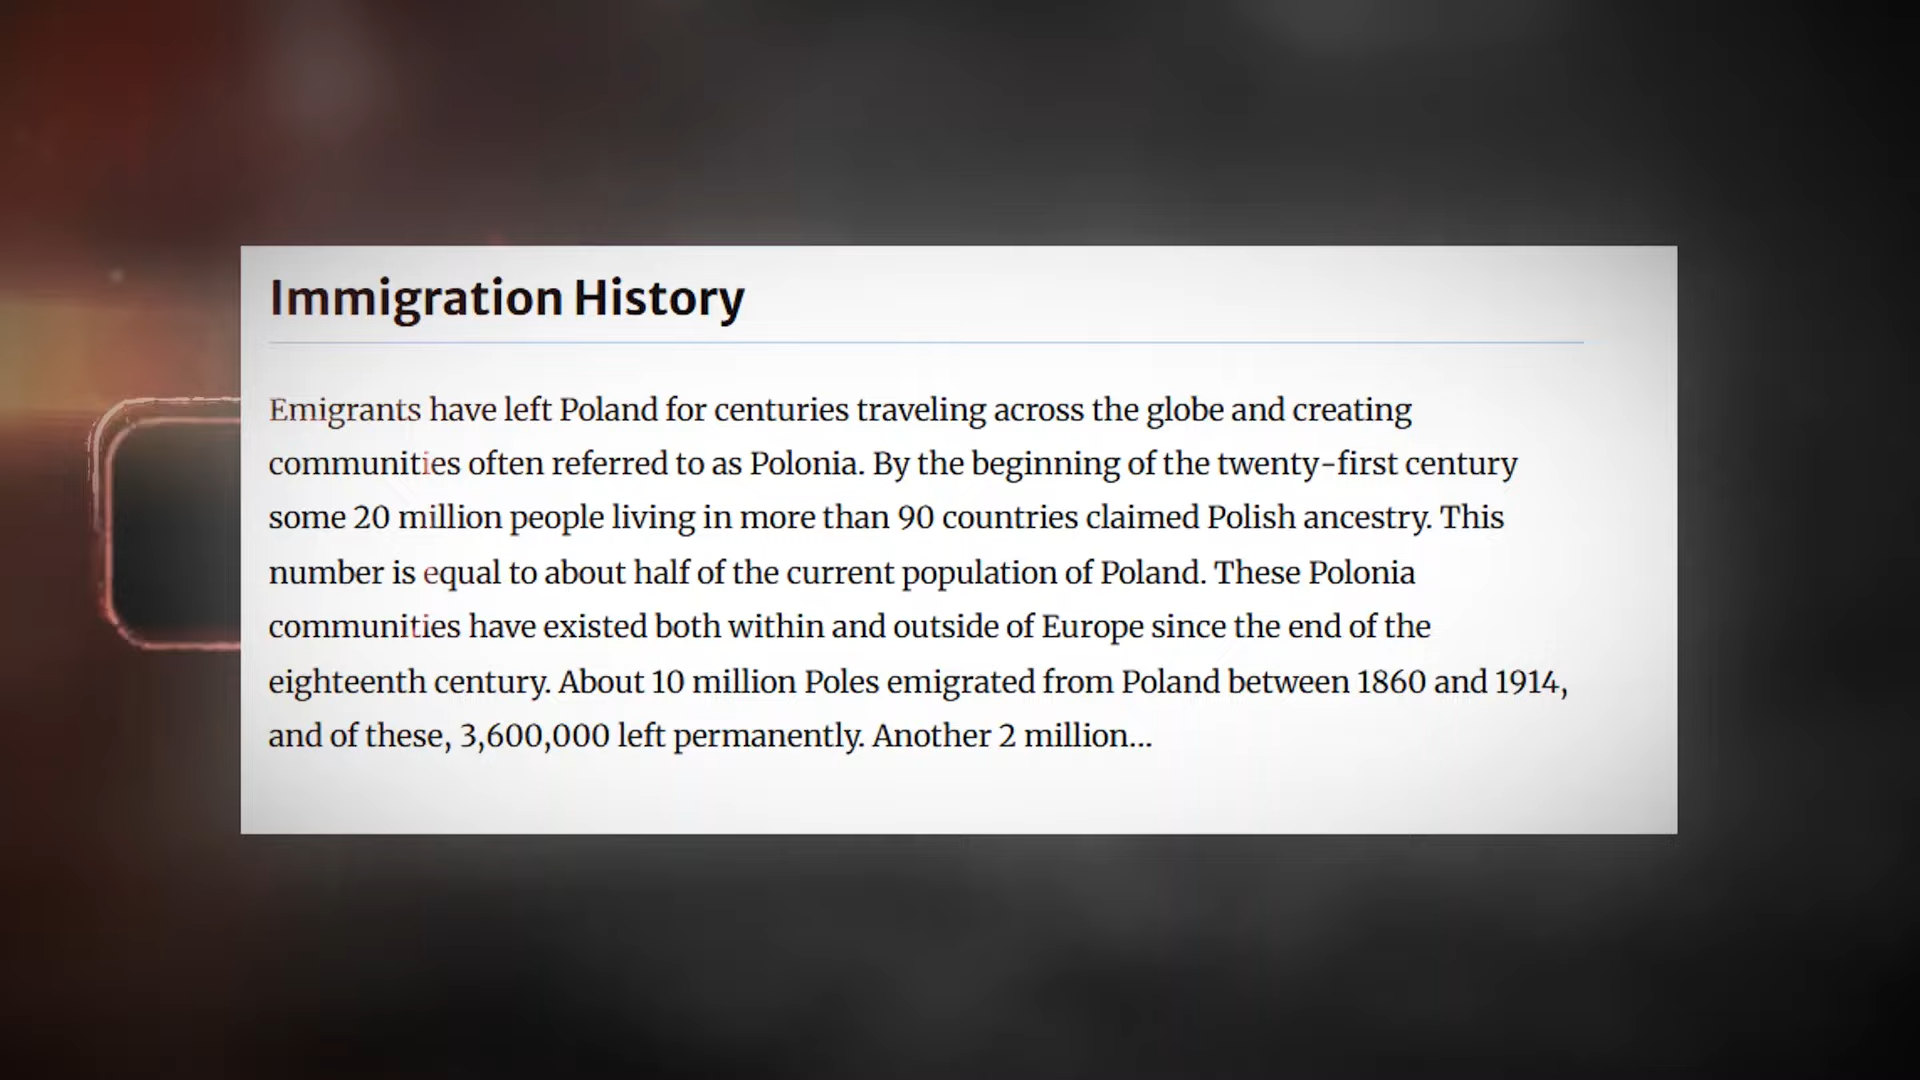 Immigration History
Emigrants have left Poland for centuries traveling across the globe and creating
communities often referred to as Polonia. By the beginning of the twenty-first century
some 20 million people living in more than 90 countries claimed Polish ancestry. This
number is equal to about half of the current population of Poland. These Polonia
communities have existed both within and outside of Europe since the end of the
eighteenth century. About 10 million Poles emigrated from Poland between 1860 and 1914,
and of these, 3,600,000 left permanently. Another 2 million...